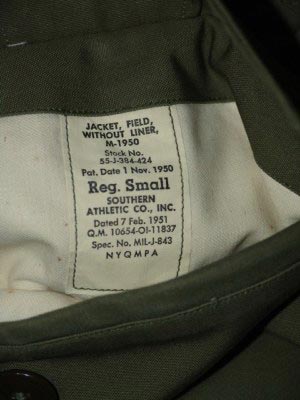 JACKET, FIELD,
WITHOUT LINER,
M-1950
Stock No.
55-J-384-424
Pat. Date 1 Nov. 1950
Reg. Small
SOUTHERN
ATHLETIC CO., INC.
Dated 7 Feb. 1951
Q.M. 10654-OI-11837
Spec. No. MIL-J-843
NYQMPA